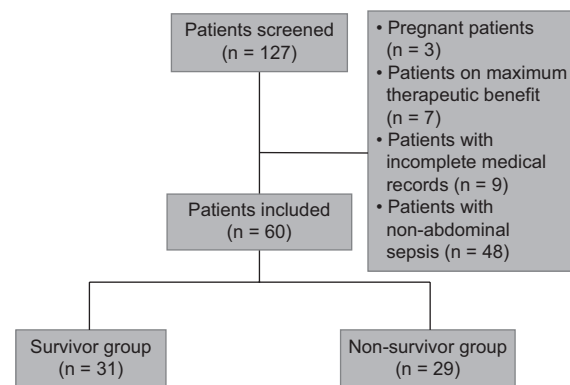 Patients screened
(n = 127)
• Pregnant patients
(n = 3)
• Patients on maximum
therapeutic benefit
(n = 7)
• Patients with
incomplete medical
records (n = 9)
• Patients with
non-abdominal
sepsis (n = 48)
Patients included
(n = 60)
Survivor group
(n = 31)
Non-survivor group
(n = 29)